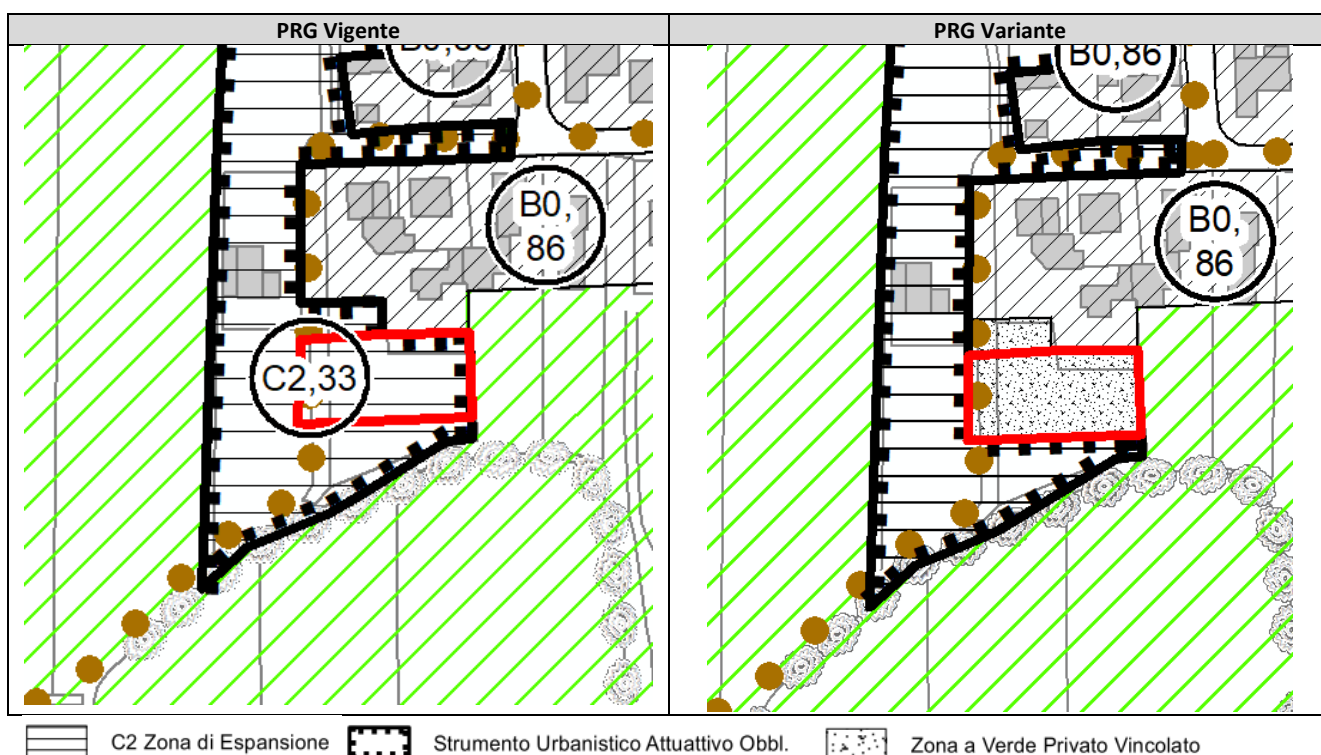 PRG Vigente
PRG Variante
B0,86
B0,
86
B0,
86
C2,33
C2 Zona di Espansione
Strumento Urbanistico Attuattivo Obbl.
Zona a Verde Privato Vincolato